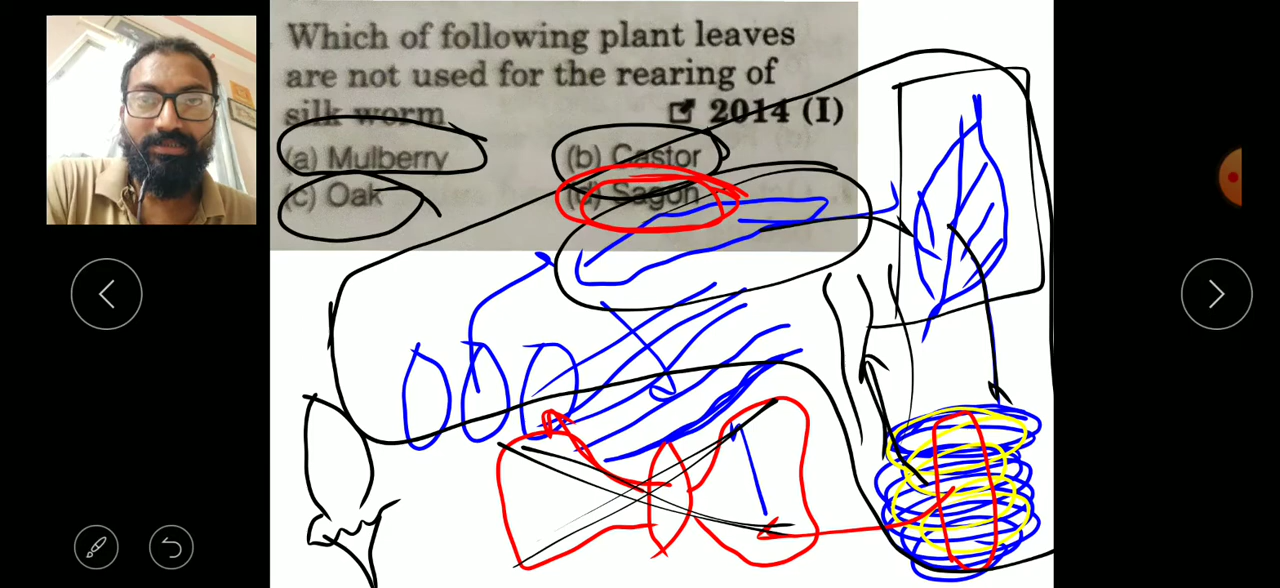 Which of following plant leaves
are not used for the rearing of
silk worm 2014 (I)
(a) Mulberry (b) Castor
(c) Oak (d) Sagon